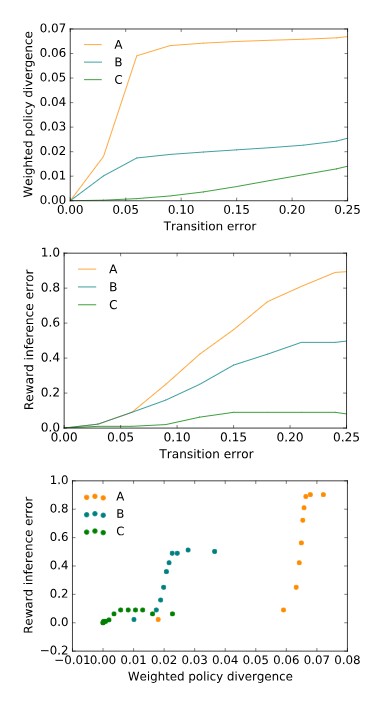 0.07
0.06
0.05
0.04
0.03
0.02
0.01
0.00
Weighted policy divergence
A
B
C
0.00 0.05 0.10 0.15 0.20 0.25
Transition error
1.0
0.8
0.6
0.4
0.2
0.0
Reward inference error
A
B
C
0.00 0.05 0.10 0.15 0.20 0.25
Transition error
1.0
0.8
0.6
0.4
0.2
0.0
−0.2
Reward inference error
A
B
C
−0.01 0.00 0.01 0.02 0.03 0.04 0.05 0.06 0.07 0.08
Weighted policy divergence